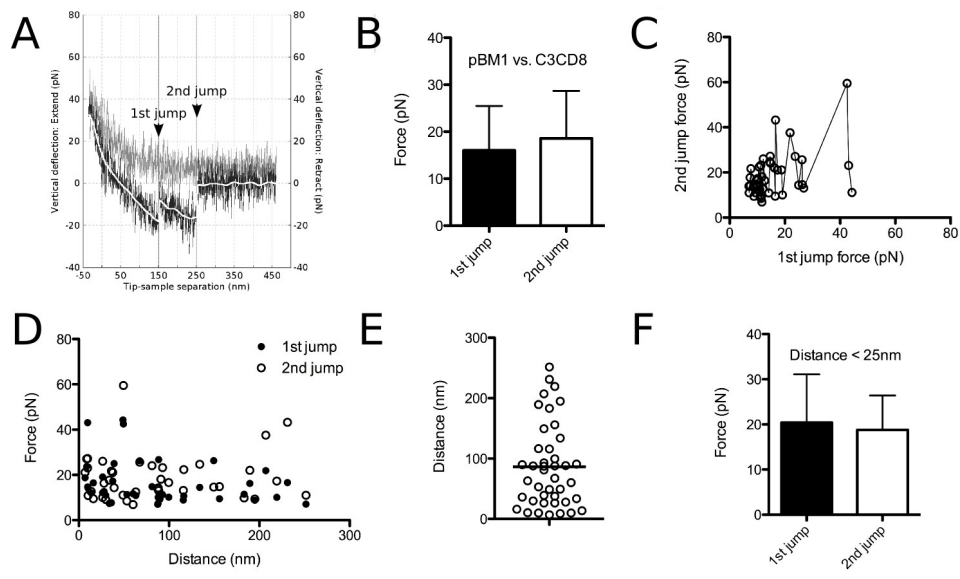 A
Vertical deflection: Extend (pN)
80
60
40
20
0
-20
-40
80
60
40
20
0
-20
-40
Vertical deflection: Retract (pN)
1st jump
2nd jump
-50
50
150
250
350
450
Tip-sample separation (nm)
B
pBM1 vs. C3CD8
Force (pN)
40
30
20
10
0
1st jump
2nd jump
C
2nd jump force (pN)
80
60
40
20
0
0
20
40
60
80
1st jump force (pN)
D
Force (pN)
80
60
40
20
0
1st jump
2nd jump
0
100
200
300
Distance (nm)
E
Distance (nm)
300
200
100
0
F
Distance < 25nm
Force (pN)
40
30
20
10
0
1st jump
2nd jump